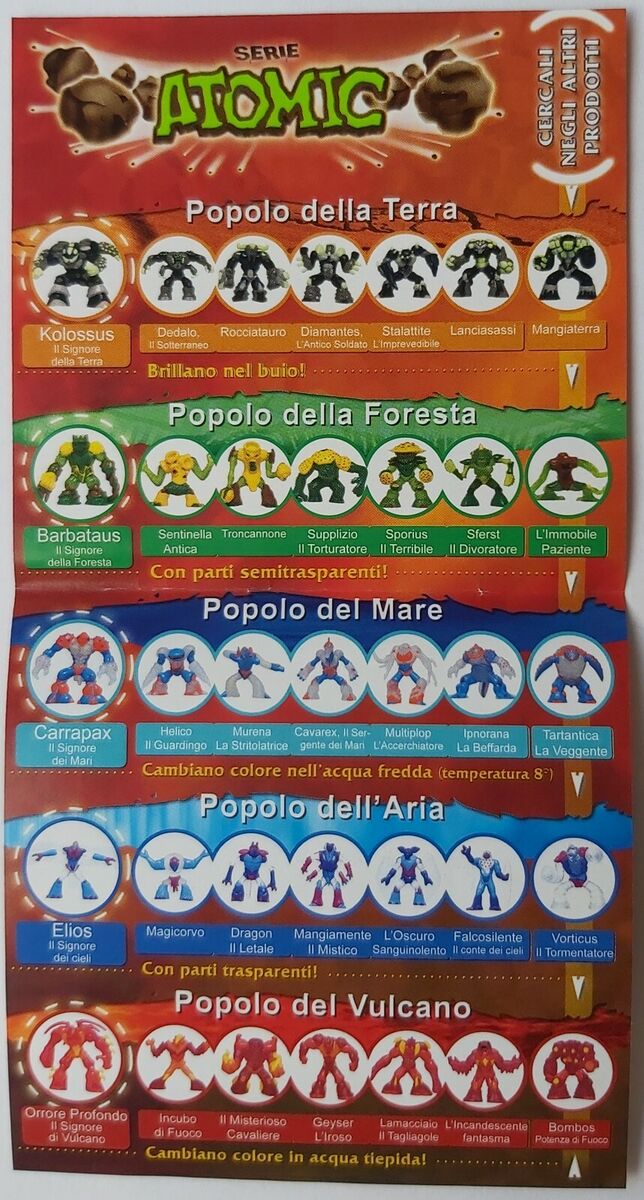 SERIE
ATOMIC
(CERCALI
NEGLI ALTRI
PRODOTTI)
Popolo della Terra
Kolossus
Il Signore
della Terra
Dedalo,
Il Sotterraneo
Rocciatauro
Diamantes,
L'Antico Soldato
Stalattite
L'Imprevedibile
Lanciasassi
Mangiaterra
Brillano nel buio!
Popolo della Foresta
Barbataus
Il Signore
della Foresta
Sentinella
Antica
Troncannone
Supplizio
Il Torturatore
Sporius
Il Terribile
Sferst
Il Divoratore
L'Immobile
Paziente
Con parti semitrasparenti!
Popolo del Mare
Carrapax
Il Signore
dei Mari
Helico
Il Guardingo
Murena
La Stritolatrice
Cavarex, Il Ser-
gente dei Mari
Multiplop
L'Accerchiatore
Ipnorana
La Beffarda
Tartantica
La Veggente
Cambiano colore nell'acqua fredda (temperatura 8°)
Popolo dell'Aria
Elios
Il Signore
dei cieli
Magicorvo
Dragon
Il Letale
Mangiamente
Il Mistico
L'Oscuro
Sanguinolento
Falcosilente
Il conte dei cieli
Vorticus
Il Tormentatore
Con parti trasparenti!
Popolo del Vulcano
Orrore Profondo
Il Signore
di Vulcano
Incubo
di Fuoco
Il Misterioso
Cavaliere
Geyser
L'Iroso
Lamacciaio
Il Tagliagole
L'Incandescente
fantasma
Bombos
Potenza di Fuoco
Cambiano colore in acqua tiepida!